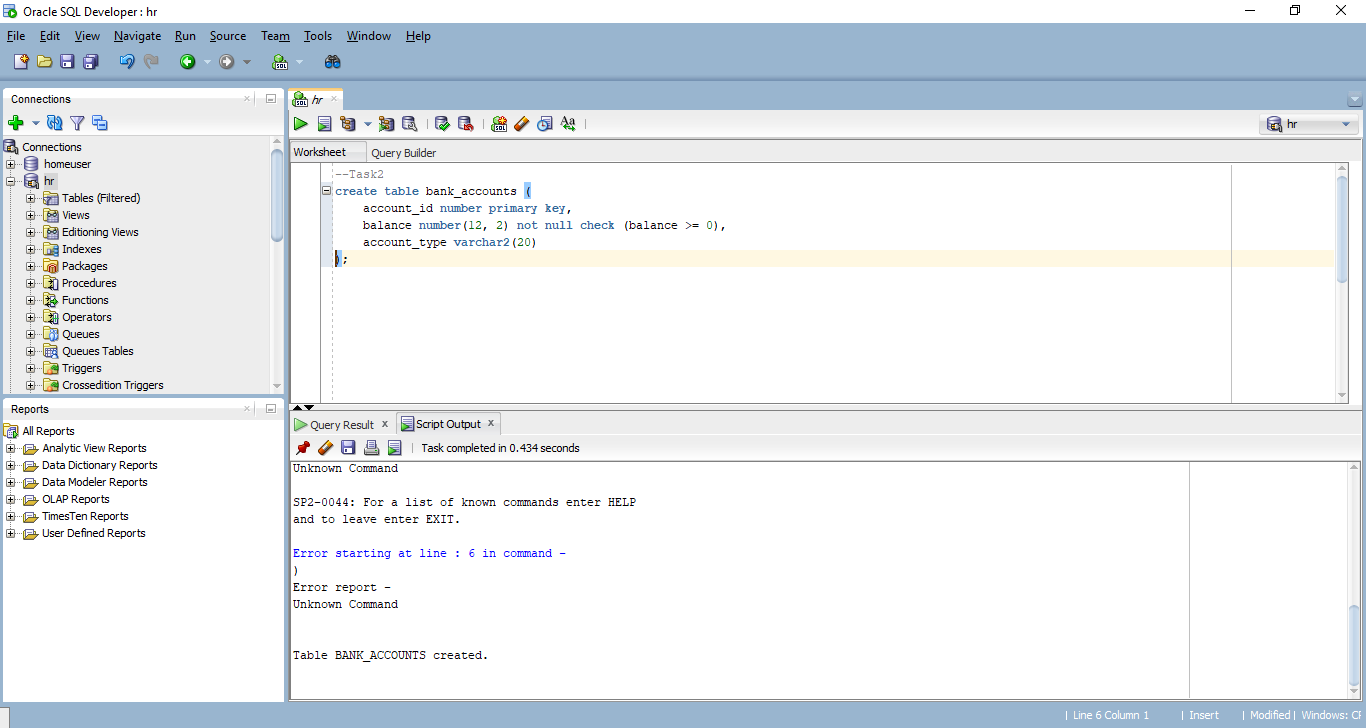 Oracle SQL Developer : hr
File Edit View Navigate Run Source Team Tools Window Help
Connections
Connections
homeuser
hr
Tables (Filtered)
Views
Editioning Views
Indexes
Packages
Procedures
Functions
Operators
Queues
Queues Tables
Triggers
Crossedition Triggers
Reports
All Reports
Analytic View Reports
Data Dictionary Reports
Data Modeler Reports
OLAP Reports
TimesTen Reports
User Defined Reports
hr
hr
Worksheet Query Builder
--Task2
create table bank_accounts (
account_id number primary key,
balance number(12, 2) not null check (balance >= 0),
account_type varchar2(20)
);
Query Result Script Output
Task completed in 0.434 seconds
Unknown Command
SP2-0044: For a list of known commands enter HELP
and to leave enter EXIT.
Error starting at line : 6 in command -
)
Error report -
Unknown Command
Table BANK_ACCOUNTS created.
Line 6 Column 1 | Insert | Modified | Windows: